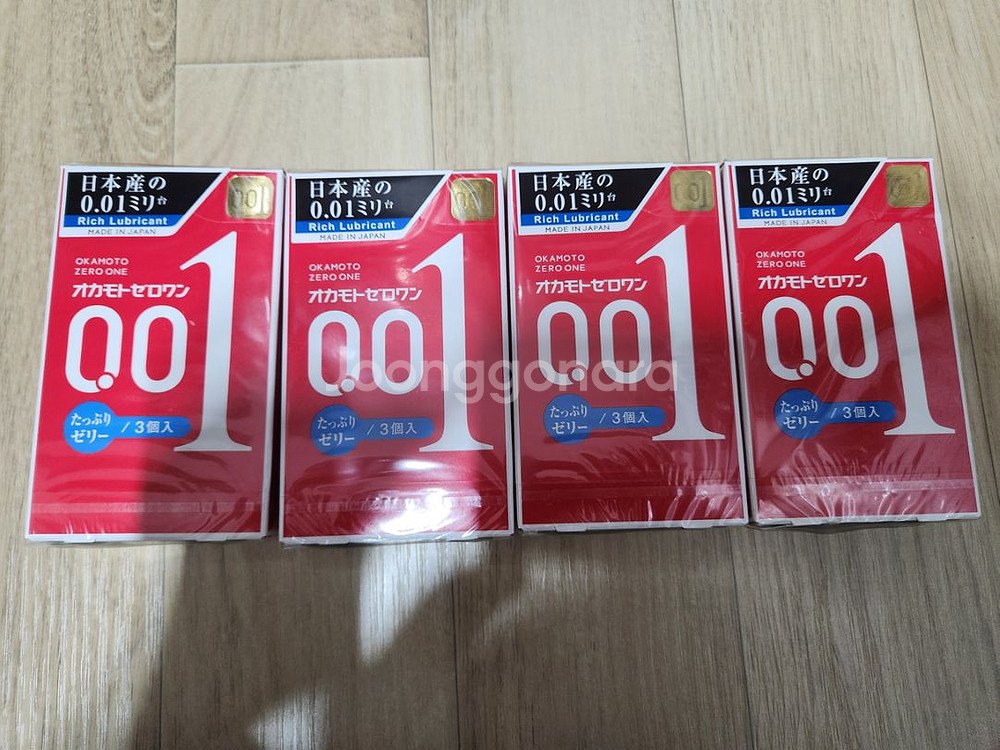 日本産の
0.01ミリ台
Rich Lubricant
MADE IN JAPAN
OKAMOTO
ZERO ONE
オカモトゼロワン
0.01
たっぷり
ゼリー
/ 3個入
日本産の
0.01ミリ台
Rich Lubricant
MADE IN JAPAN
OKAMOTO
ZERO ONE
オカモトゼロワン
0.01
たっぷり
ゼリー
/ 3個入
日本産の
0.01ミリ台
Rich Lubricant
MADE IN JAPAN
OKAMOTO
ZERO ONE
オカモトゼロワン
0.01
たっぷり
ゼリー
/ 3個入
日本産の
0.01ミリ台
Rich Lubricant
MADE IN JAPAN
OKAMOTO
ZERO ONE
オカモトゼロワン
0.01
たっぷり
ゼリー
/ 3個入
Joonggonara